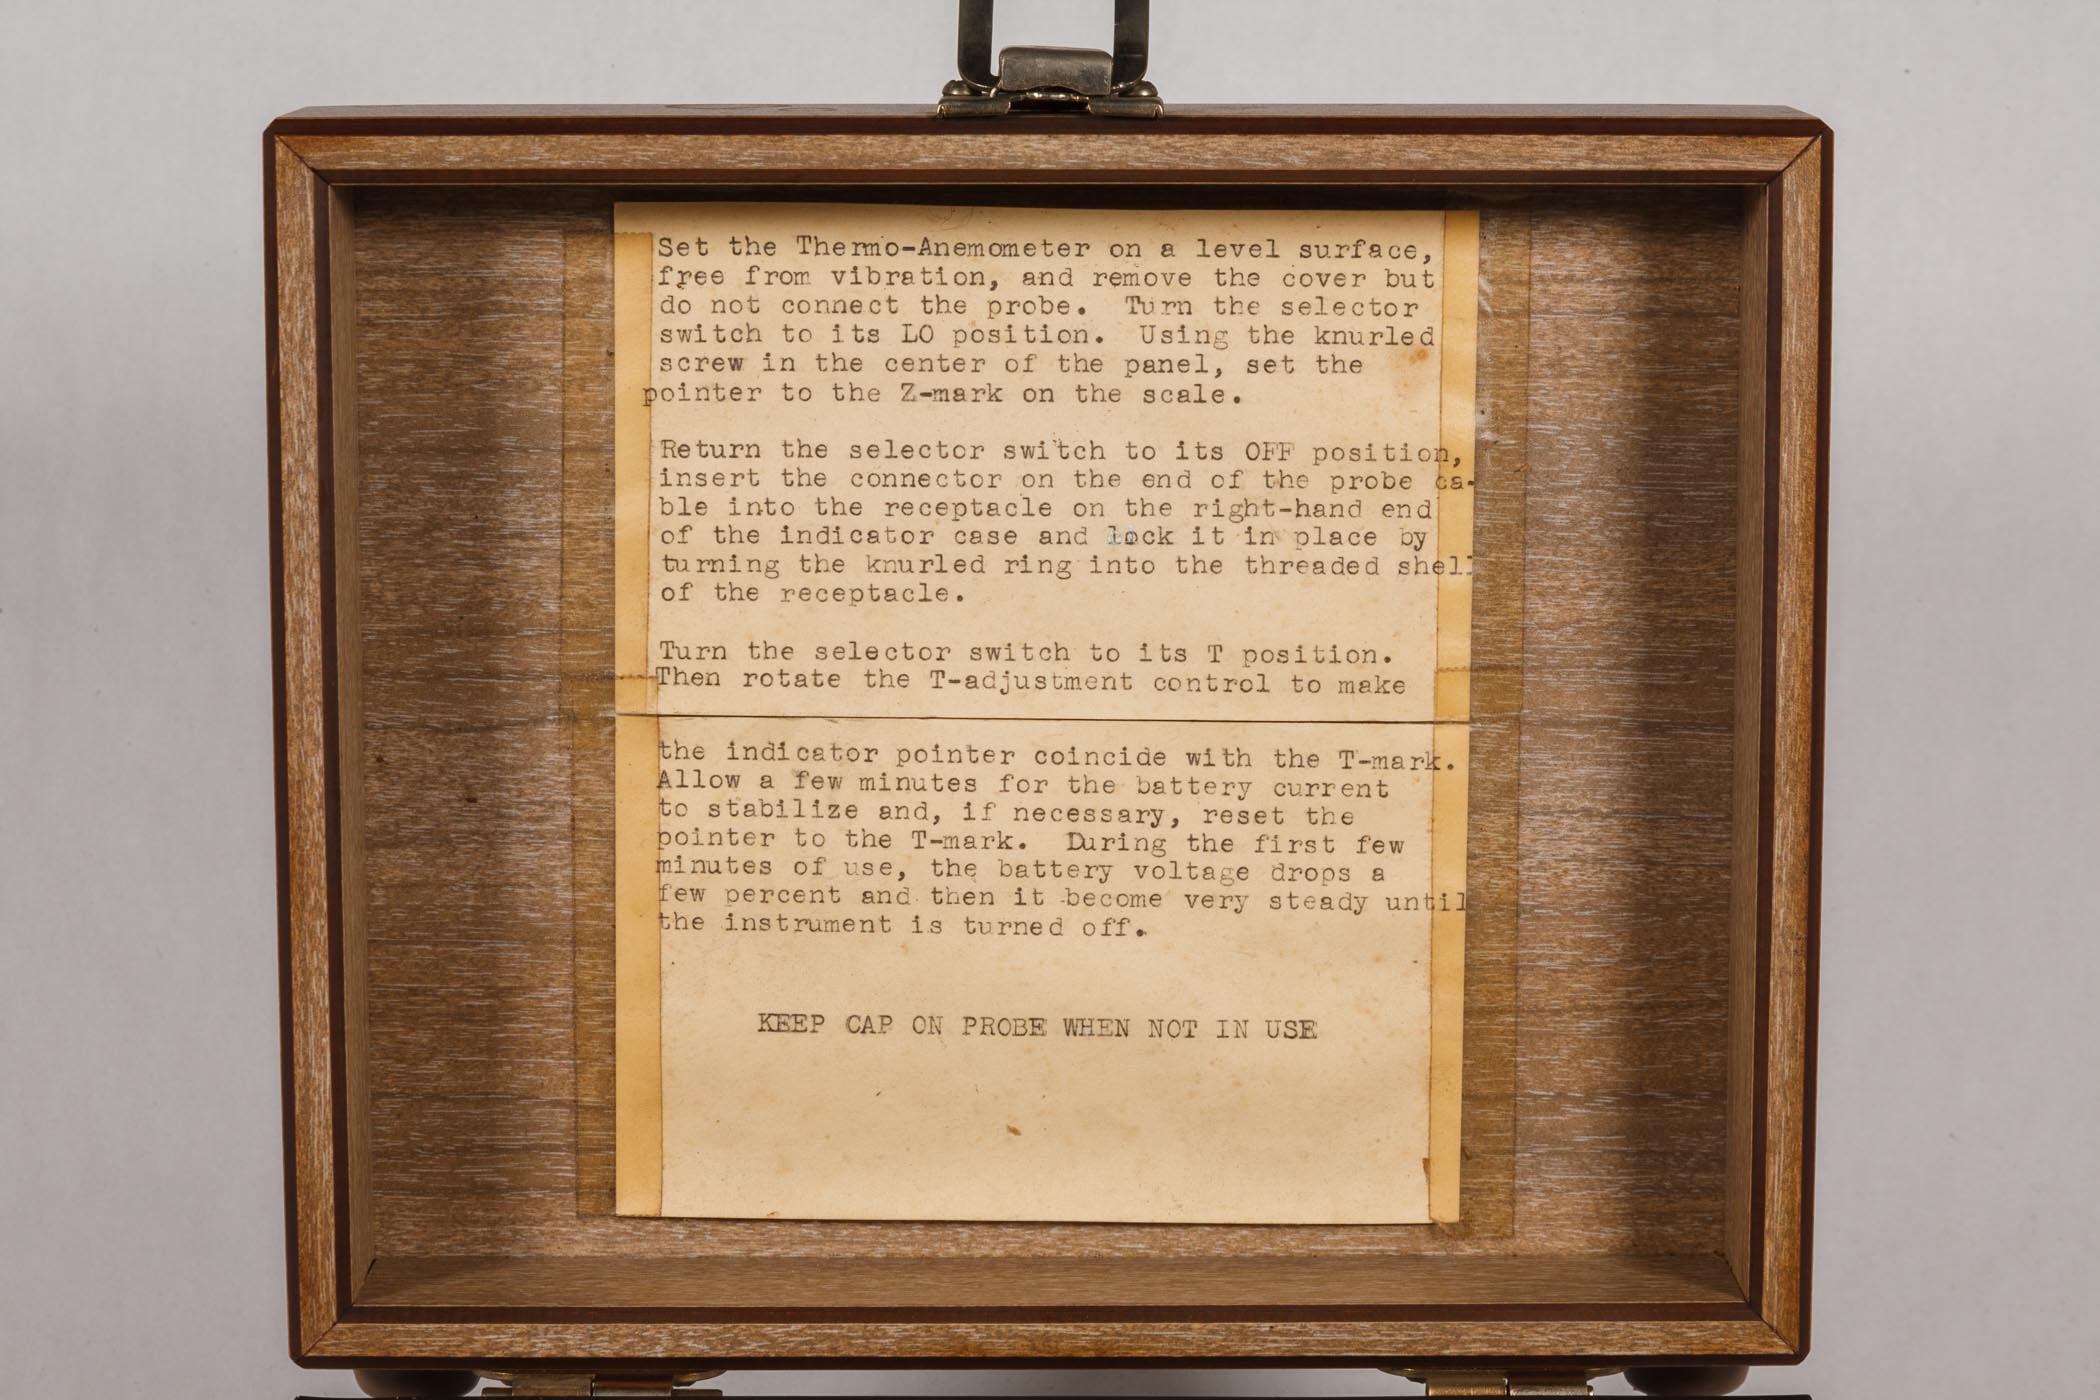 Set the Thermo-Anemometer on a level surface,
free from vibration, and remove the cover but
do not connect the probe.  Turn the selector
switch to its LO position.  Using the knurled
screw in the center of the panel, set the
pointer to the Z-mark on the scale.
Return the selector switch to its OFF position,
insert the connector on the end of the probe ca-
ble into the receptacle on the right-hand end
of the indicator case and lock it in place by
turning the knurled ring into the threaded shell
of the receptacle.
Turn the selector switch to its T position.
Then rotate the T-adjustment control to make
the indicator pointer coincide with the T-mark.
Allow a few minutes for the battery current
to stabilize and, if necessary, reset the
pointer to the T-mark.  During the first few
minutes of use, the battery voltage drops a
few percent and then it become very steady until
the instrument is turned off.
KEEP CAP ON PROBE WHEN NOT IN USE